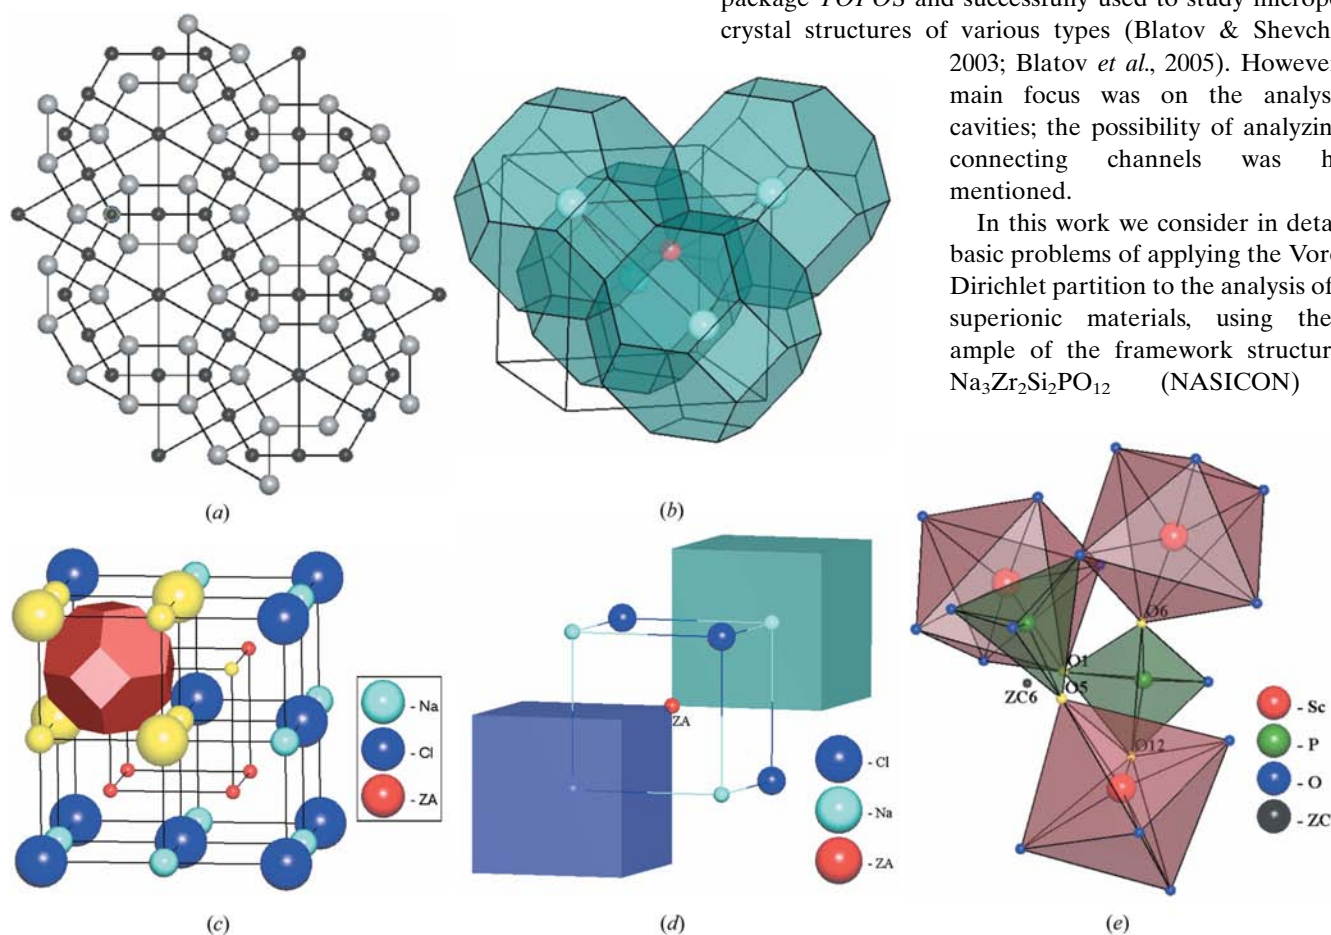 package TOPOS and successfully used to study microp
crystal structures of various types (Blatov & Shevch
2003; Blatov et al., 2005). However
main focus was on the analys
cavities; the possibility of analyzin
connecting channels was h
mentioned.
In this work we consider in deta
basic problems of applying the Vor
Dirichlet partition to the analysis of
superionic materials, using the
ample of the framework structur
Na₃Zr₂Si₂PO₁₂ (NASICON)
(a)
(b)
- Na
- Cl
- ZA
(c)
ZA
- Cl
- Na
- ZA
(d)
O6
O1
ZC6 O5
O12
- Sc
- P
- O
- ZC
(e)